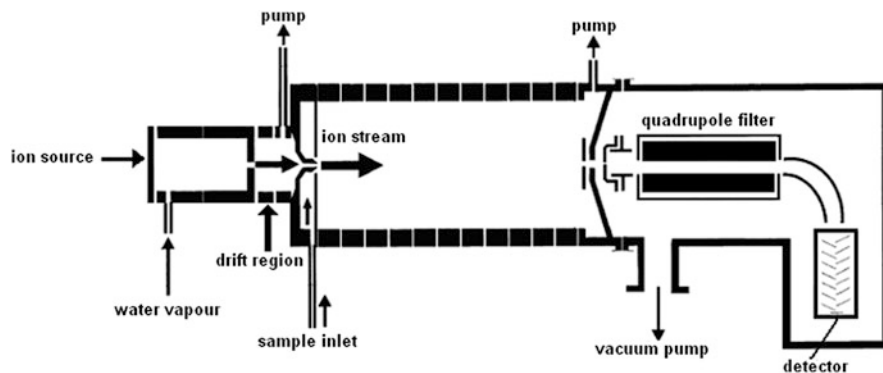 pump
pump
ion stream
quadrupole filter
ion source
drift region
water vapour
sample inlet
vacuum pump
detector